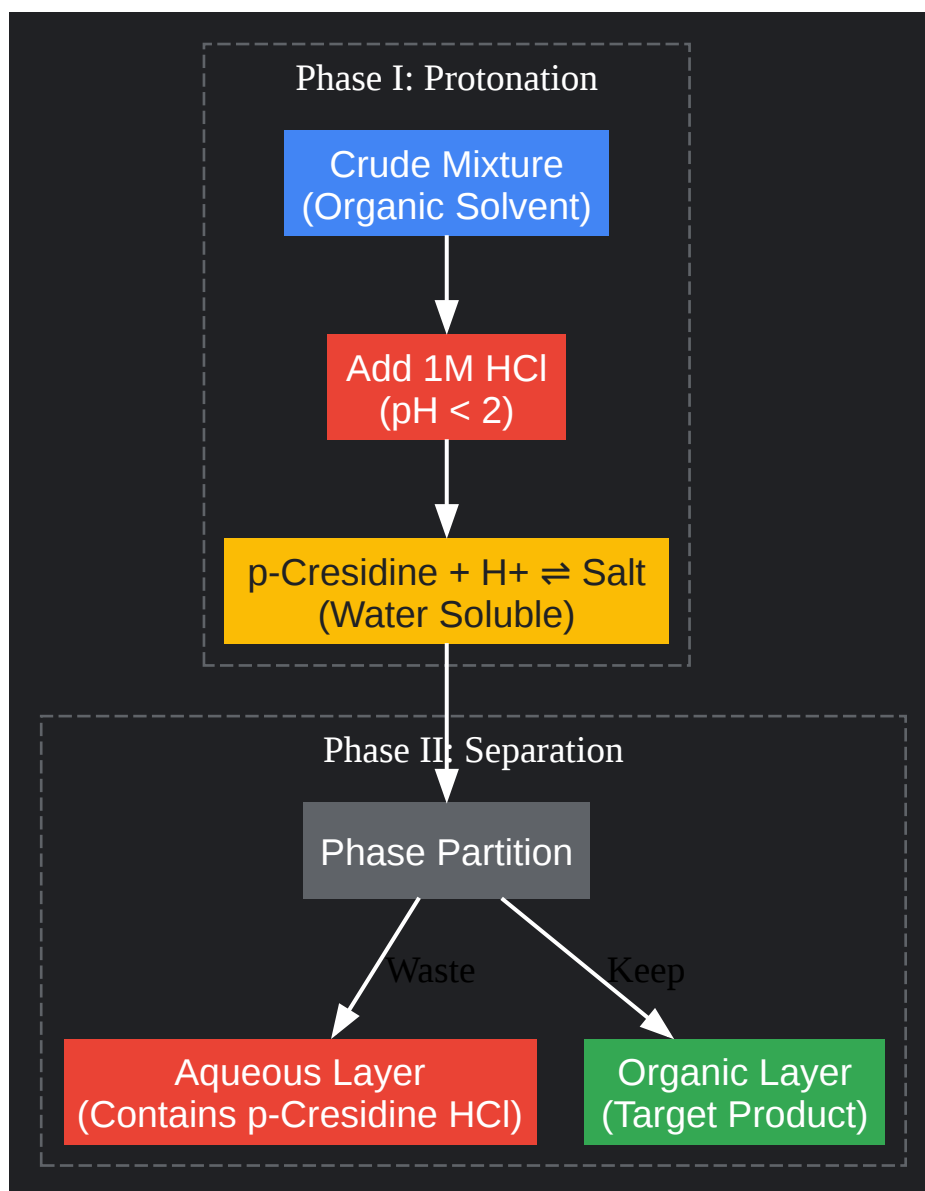 Phase I: Protonation
Crude Mixture
(Organic Solvent)
Add 1M HCl
(pH < 2)
p-Cresidine + H+ ⇌ Salt
(Water Soluble)
Phase II: Separation
Phase Partition
Waste
Keep
Aqueous Layer
(Contains p-Cresidine HCl)
Organic Layer
(Target Product)